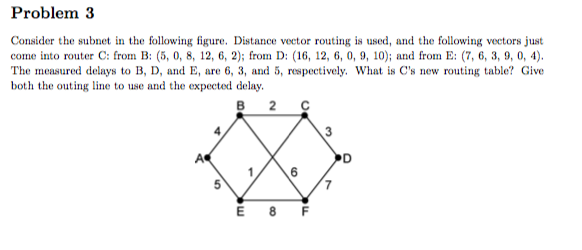 Problem 3
Consider the subnet in the following figure. Distance vector routing is used, and the following vectors just
come into router C: from B: (5, 0, 8, 12, 6, 2); from D: (16, 12, 6, 0, 9, 10); and from E: (7, 6, 3, 9, 0, 4).
The measured delays to B, D, and E, are 6, 3, and 5, respectively. What is C's new routing table? Give
both the outing line to use and the expected delay.
B 2 C
4 3
A D
1 6
5 7
E 8 F